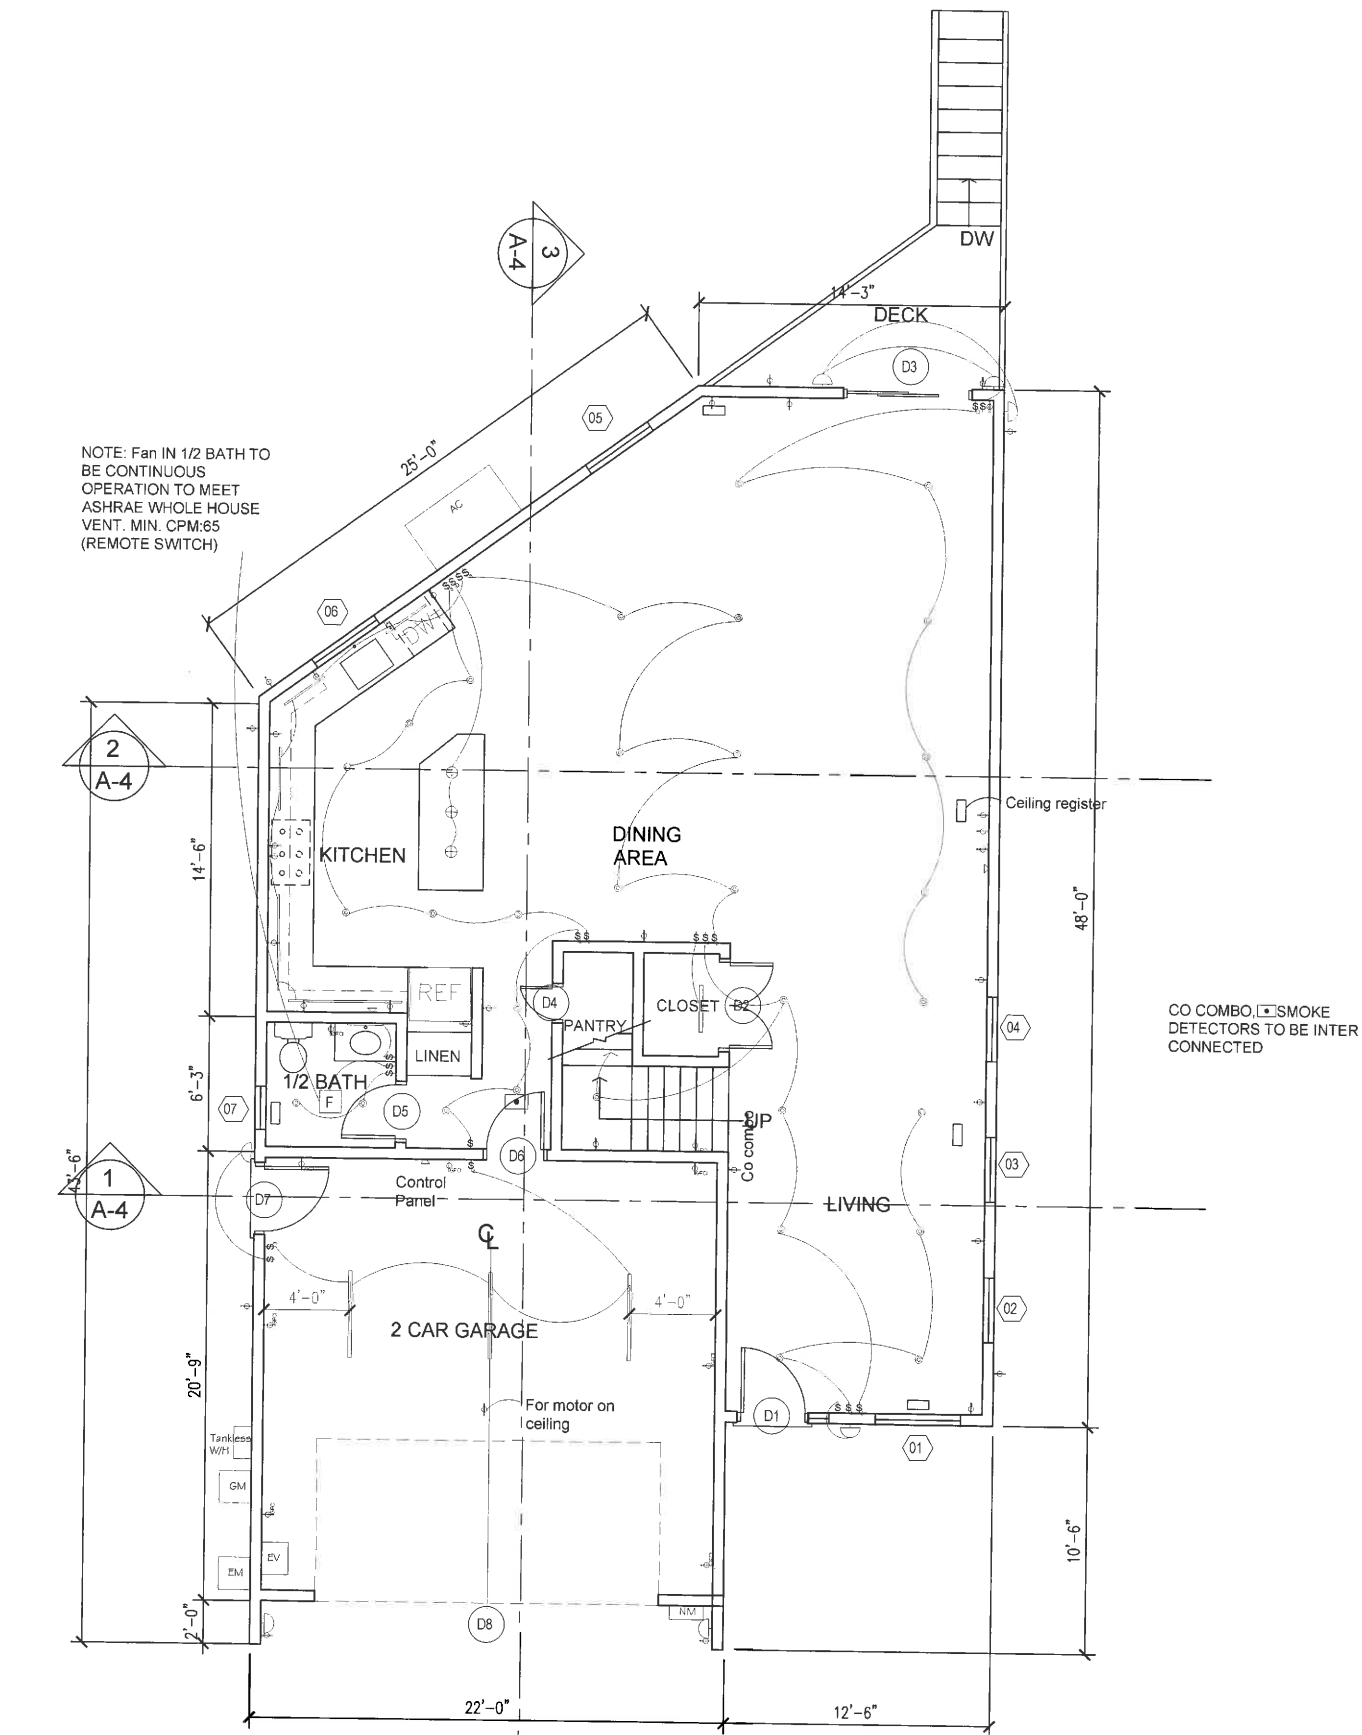 DW
3
A-4
14'-3"
DECK
D3
05
25'-0"
NOTE: Fan IN 1/2 BATH TO
BE CONTINUOUS
OPERATION TO MEET
ASHRAE WHOLE HOUSE
VENT. MIN. CPM:65
(REMOTE SWITCH)
AC
06
2
A-4
Ceiling register
DINING
AREA
KITCHEN
14'-6"
48'-0"
REF
D4
CLOSET
D2
PANTRY
CO COMBO, SMOKE
DETECTORS TO BE INTER
CONNECTED
04
LINEN
1/2 BATH
6'-3"
F
07
D5
UP
Co combo
D6
03
43'-6"
1
A-4
Control
Panel
D7
LIVING
CL
4'-0"
4'-0"
02
2 CAR GARAGE
20'-9"
For motor on
ceiling
D1
01
Tankless
W/H
GM
10'-6"
EV
EM
NM
2'-0"
D8
22'-0"
12'-6"